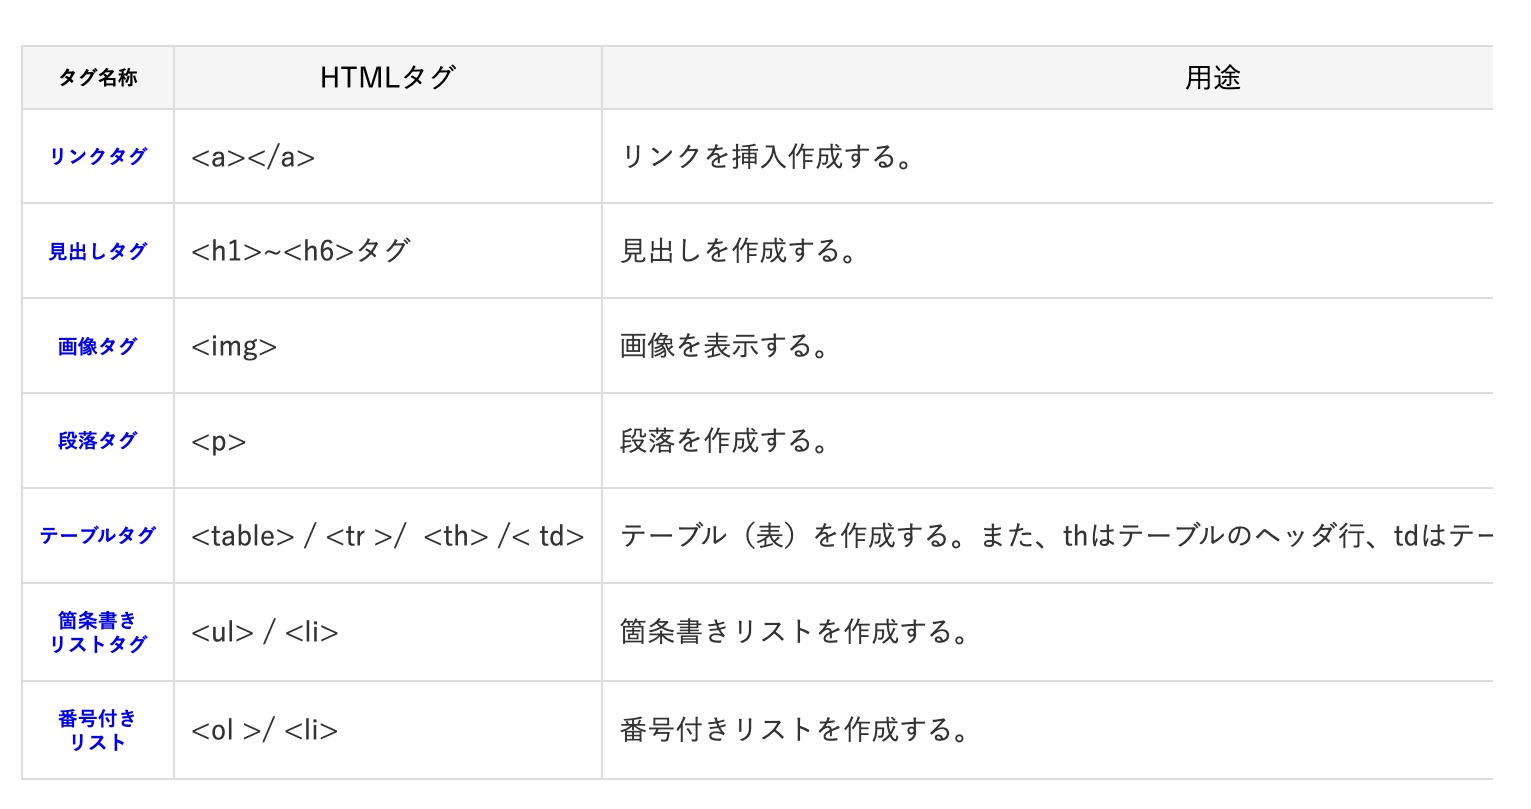 タグ名称 HTMLタグ 用途
リンクタグ <a></a> リンクを挿入作成する。
見出しタグ <h1>~<h6>タグ 見出しを作成する。
画像タグ <img> 画像を表示する。
段落タグ <p> 段落を作成する。
テーブルタグ <table> / <tr >/  <th> /< td> テーブル（表）を作成する。また、thはテーブルのヘッダ行、tdはテー
箇条書き
リストタグ <ul> / <li> 箇条書きリストを作成する。
番号付き
リスト <ol >/ <li> 番号付きリストを作成する。